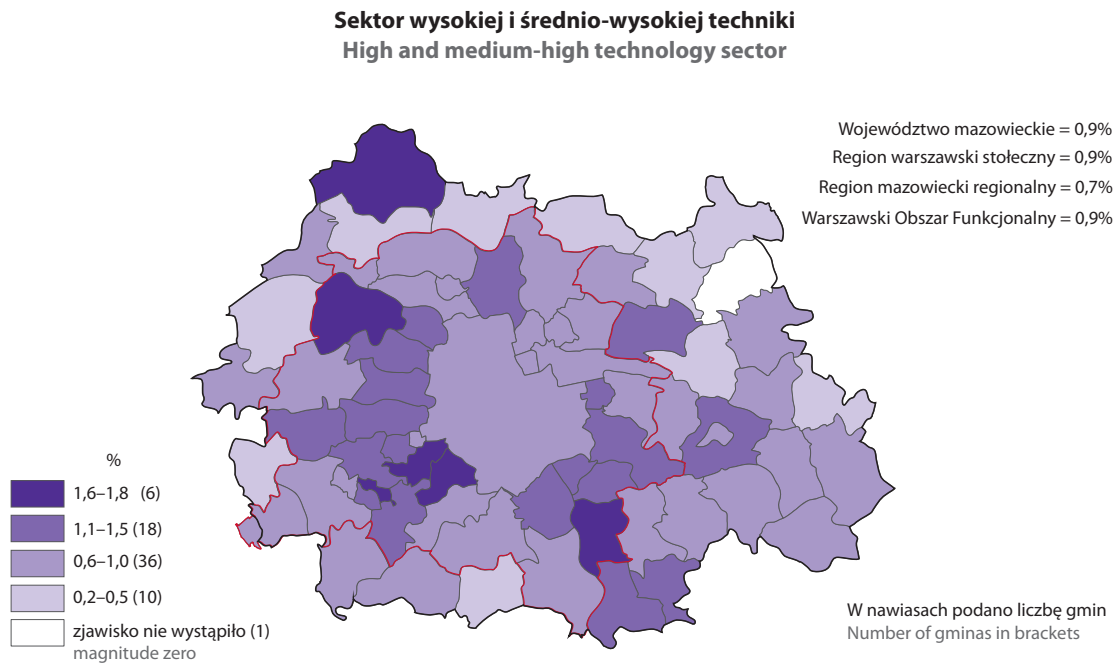 Sektor wysokiej i średnio-wysokiej techniki
High and medium-high technology sector
Województwo mazowieckie = 0,9%
Region warszawski stołeczny = 0,9%
Region mazowiecki regionalny = 0,7%
Warszawski Obszar Funkcjonalny = 0,9%
%
1,6–1,8 (6)
1,1–1,5 (18)
0,6–1,0 (36)
0,2–0,5 (10)
zjawisko nie wystąpiło (1)
magnitude zero
W nawiasach podano liczbę gmin
Number of gminas in brackets